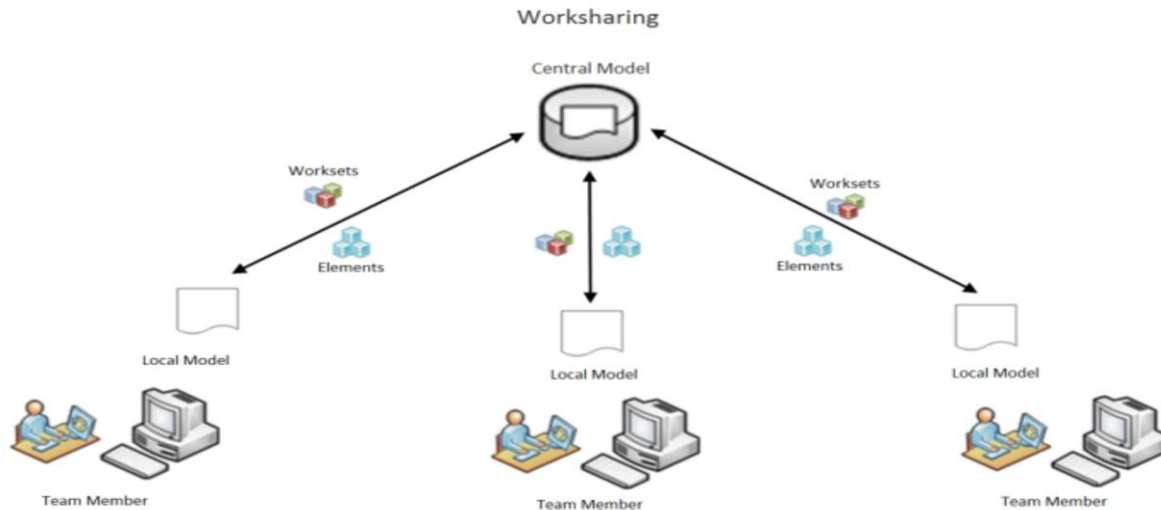 Worksharing
Central Model
Worksets
Elements
Worksets
Elements
Local Model
Local Model
Local Model
Team Member
Team Member
Team Member